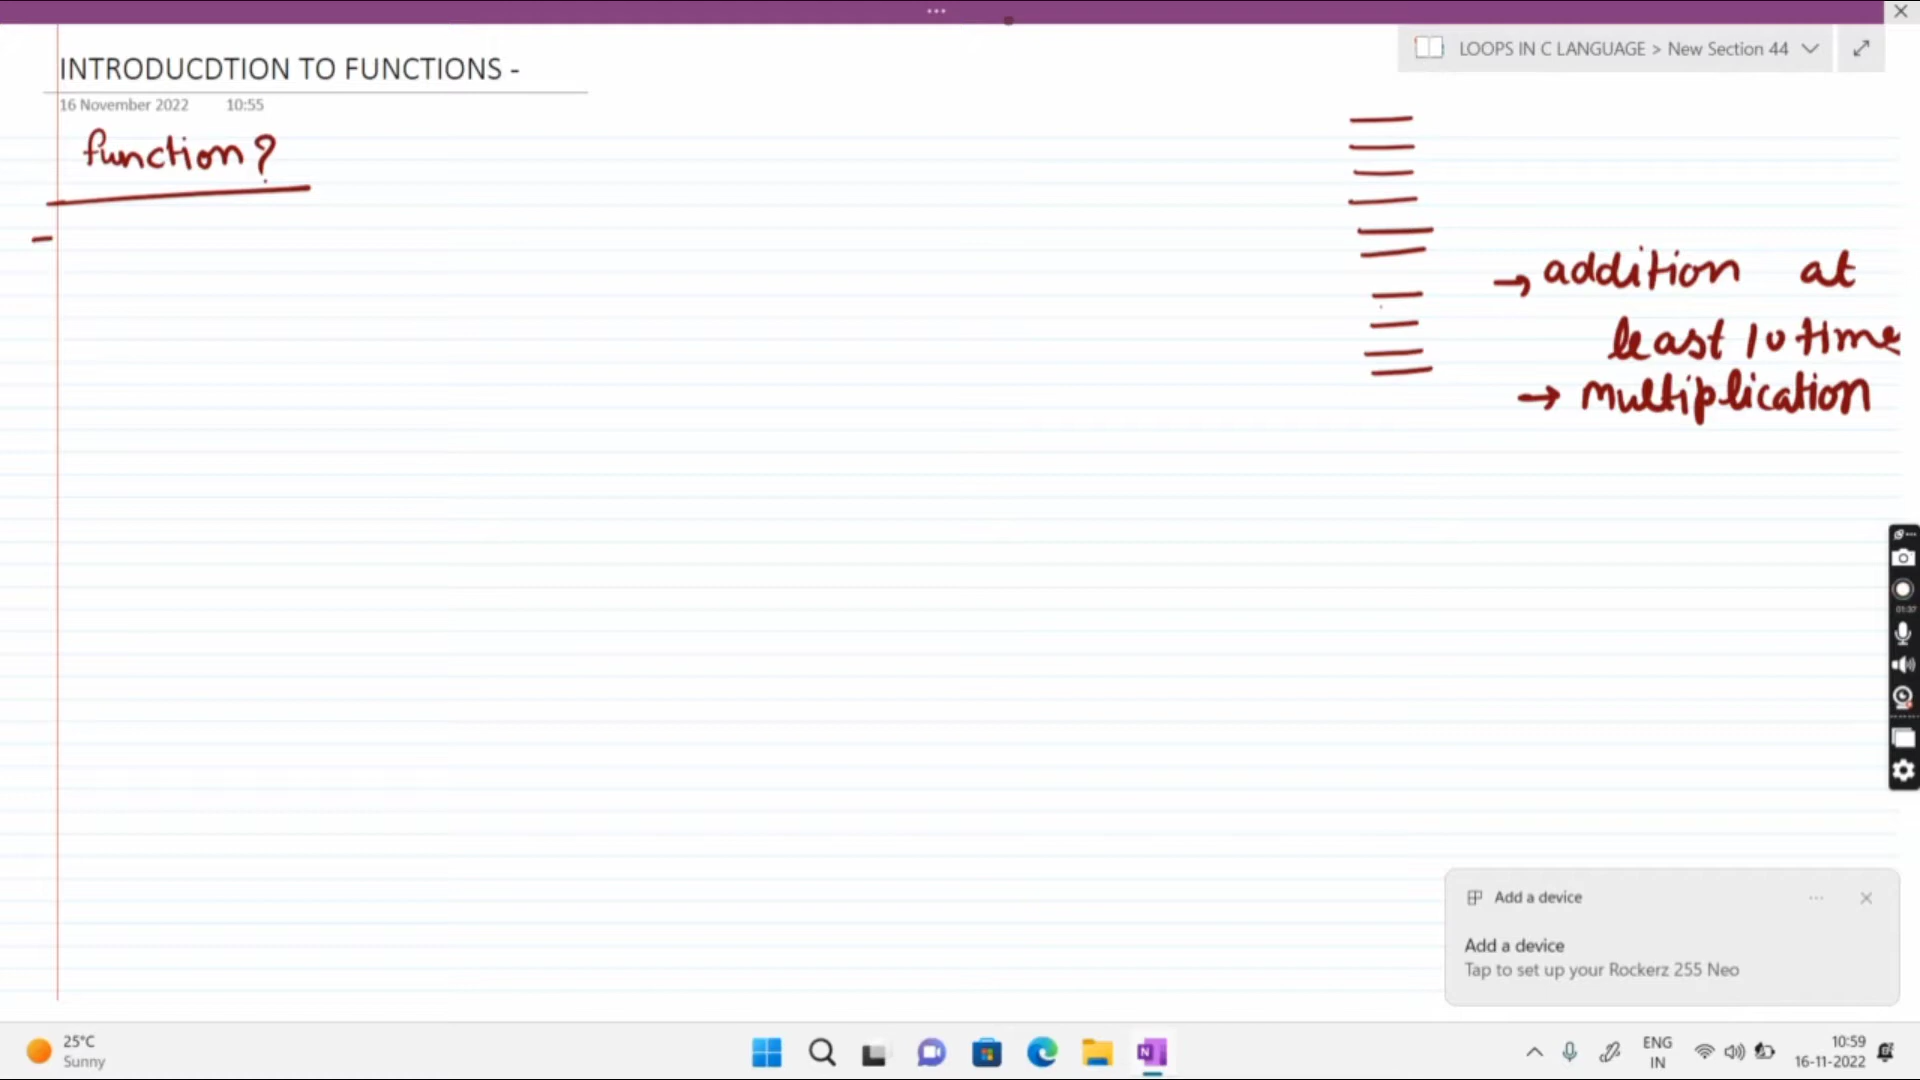 INTRODUCDTION TO FUNCTIONS -
16 November 2022 10:55
LOOPS IN C LANGUAGE > New Section 44
function?
→ addition at
least 10 time
→ multiplication
01:37
Add a device
Add a device
Tap to set up your Rockerz 255 Neo
25°C
Sunny
ENG
IN
10:59
16-11-2022